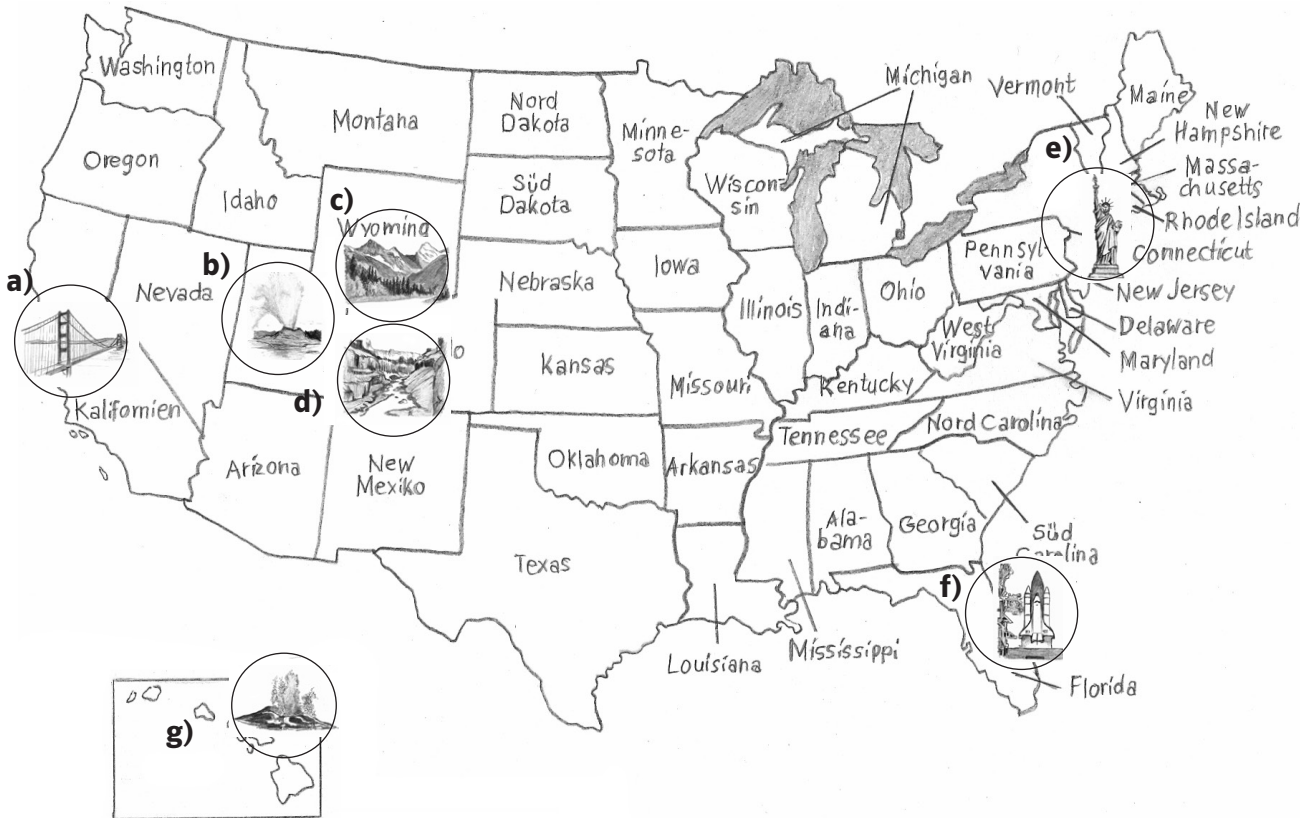 Washington
Oregon
Idaho
Montana
Nord
Dakota
Süd
Dakota
Minne-
sota
Wiscon
sin
Michigan
Vermont
Maine
New
Hampshire
Massa-
chusetts
Rhode Island
Connecticut
New Jersey
Delaware
Maryland
Virginia
e)
c)
Wyoming
b)
a)
Nevada
Kalifornien
d)
lo
Nebraska
Kansas
Iowa
Missouri
Illinois
Indi-
ana
Ohio
Pennsyl-
vania
West
Virginia
Kentucky
Tennessee
Nord Carolina
Arizona
New
Mexiko
Oklahoma
Arkansas
Texas
Louisiana
Mississippi
Ala-
bama
Georgia
Süd
Carolina
f)
Florida
g)